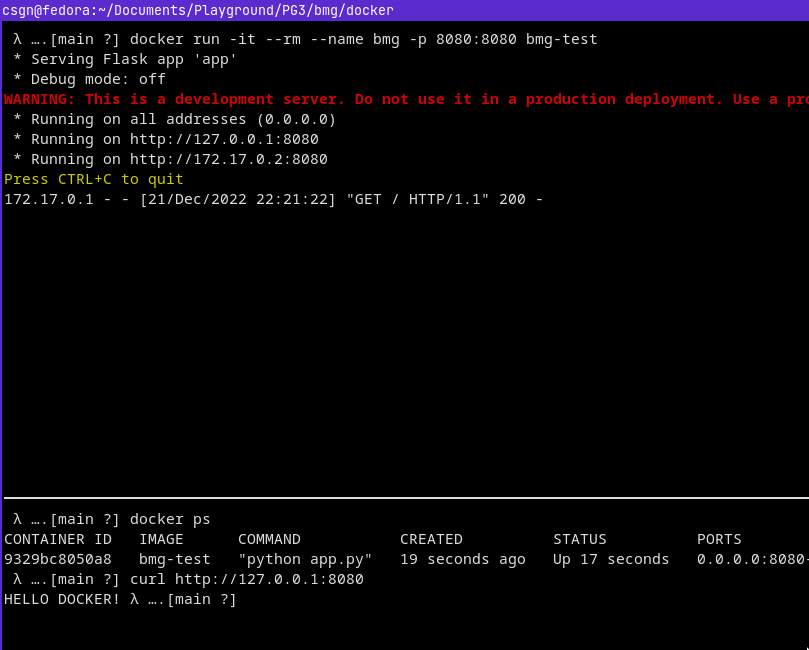 csgn@fedora:~/Documents/Playground/PG3/bmg/docker
λ ….[main ?] docker run -it --rm --name bmg -p 8080:8080 bmg-test
* Serving Flask app 'app'
* Debug mode: off
WARNING: This is a development server. Do not use it in a production deployment. Use a pro
* Running on all addresses (0.0.0.0)
* Running on http://127.0.0.1:8080
* Running on http://172.17.0.2:8080
Press CTRL+C to quit
172.17.0.1 - - [21/Dec/2022 22:21:22] "GET / HTTP/1.1" 200 -
λ ….[main ?] docker ps
CONTAINER ID   IMAGE      COMMAND           CREATED          STATUS          PORTS
9329bc8050a8   bmg-test   "python app.py"   19 seconds ago   Up 17 seconds   0.0.0.0:8080-
λ ….[main ?] curl http://127.0.0.1:8080
HELLO DOCKER! λ ….[main ?]